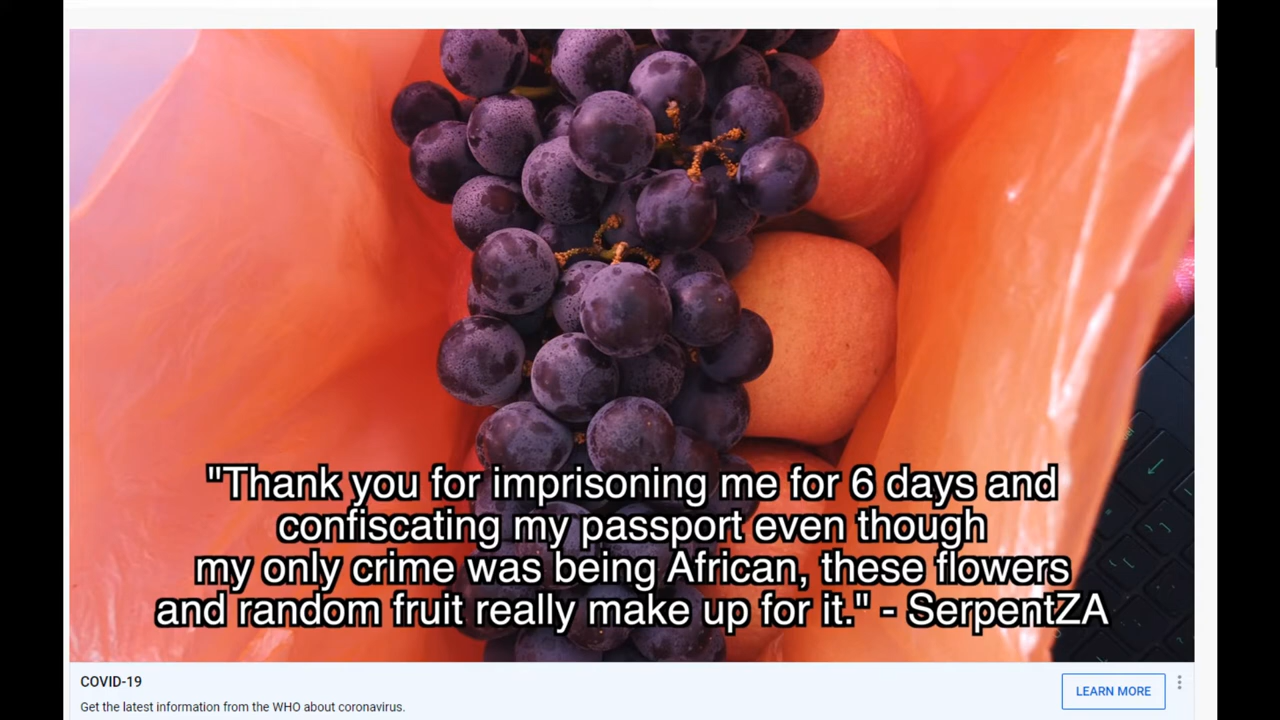 "Thank you for imprisoning me for 6 days and
confiscating my passport even though
my only crime was being African, these flowers
and random fruit really make up for it." - SerpentZA
COVID-19
LEARN MORE
Get the latest information from the WHO about coronavirus.